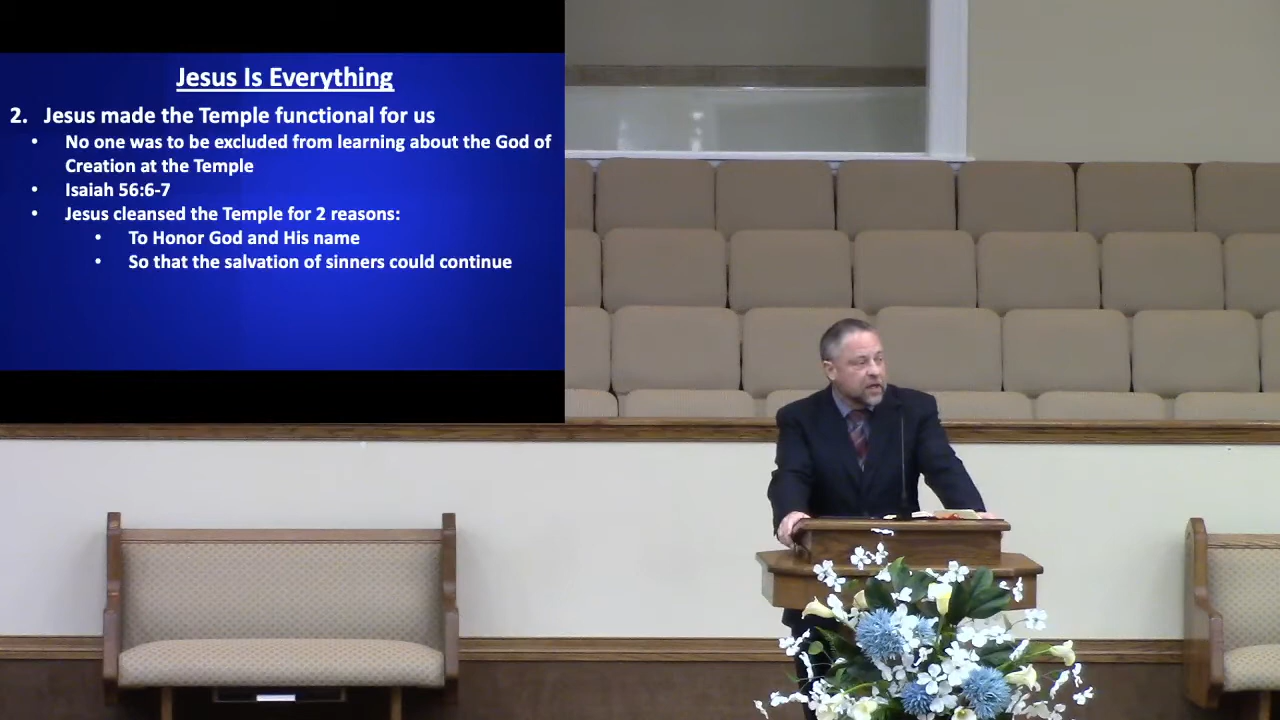 Jesus Is Everything
2. Jesus made the Temple functional for us
• No one was to be excluded from learning about the God of
Creation at the Temple
• Isaiah 56:6-7
• Jesus cleansed the Temple for 2 reasons:
• To Honor God and His name
• So that the salvation of sinners could continue